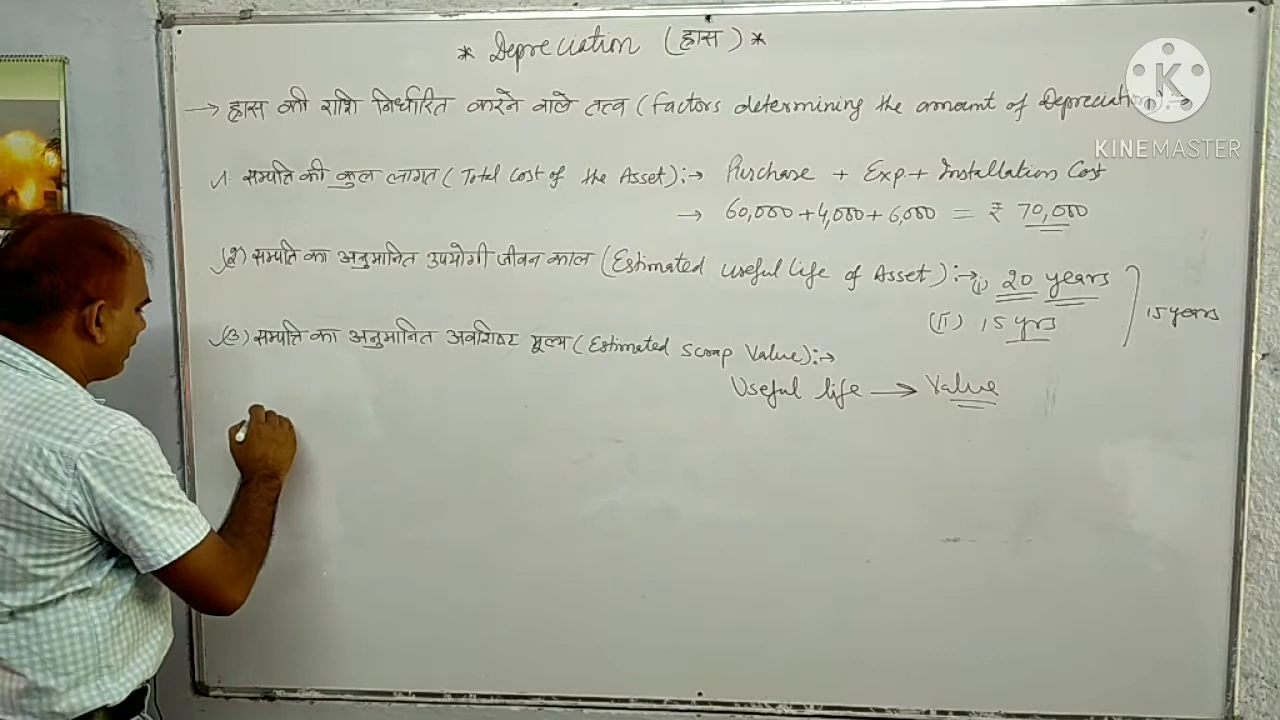 * Depreciation (ह्रास) *
K
KINEMASTER
→ ह्रास की राशि निर्धारित करने वाले तत्व (Factors determining the amount of Depreciation):→
1. सम्पत्ति की कुल लागत (Total Cost of the Asset):→ Purchase + Exp + Installation Cost
→ 60,000 + 4,000 + 6,000 = ₹ 70,000
(2) सम्पत्ति का अनुमानित उपयोगी जीवन काल (Estimated useful life of Asset):→ (i) 20 years
(II) 15 yrs
15 years
(3) सम्पत्ति का अनुमानित अवशिष्ट मूल्य (Estimated Scrap Value):→
Useful life → Value